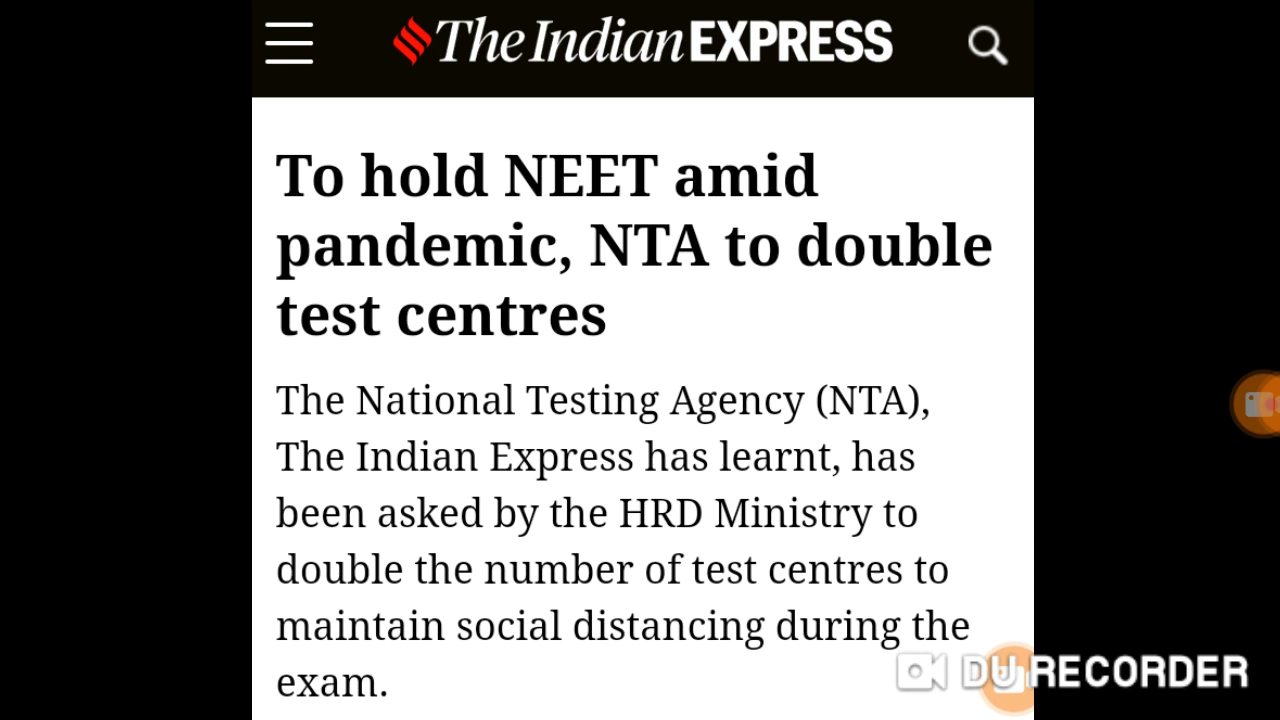 The Indian EXPRESS
To hold NEET amid
pandemic, NTA to double
test centres
The National Testing Agency (NTA),
The Indian Express has learnt, has
been asked by the HRD Ministry to
double the number of test centres to
maintain social distancing during the
exam.
DU RECORDER